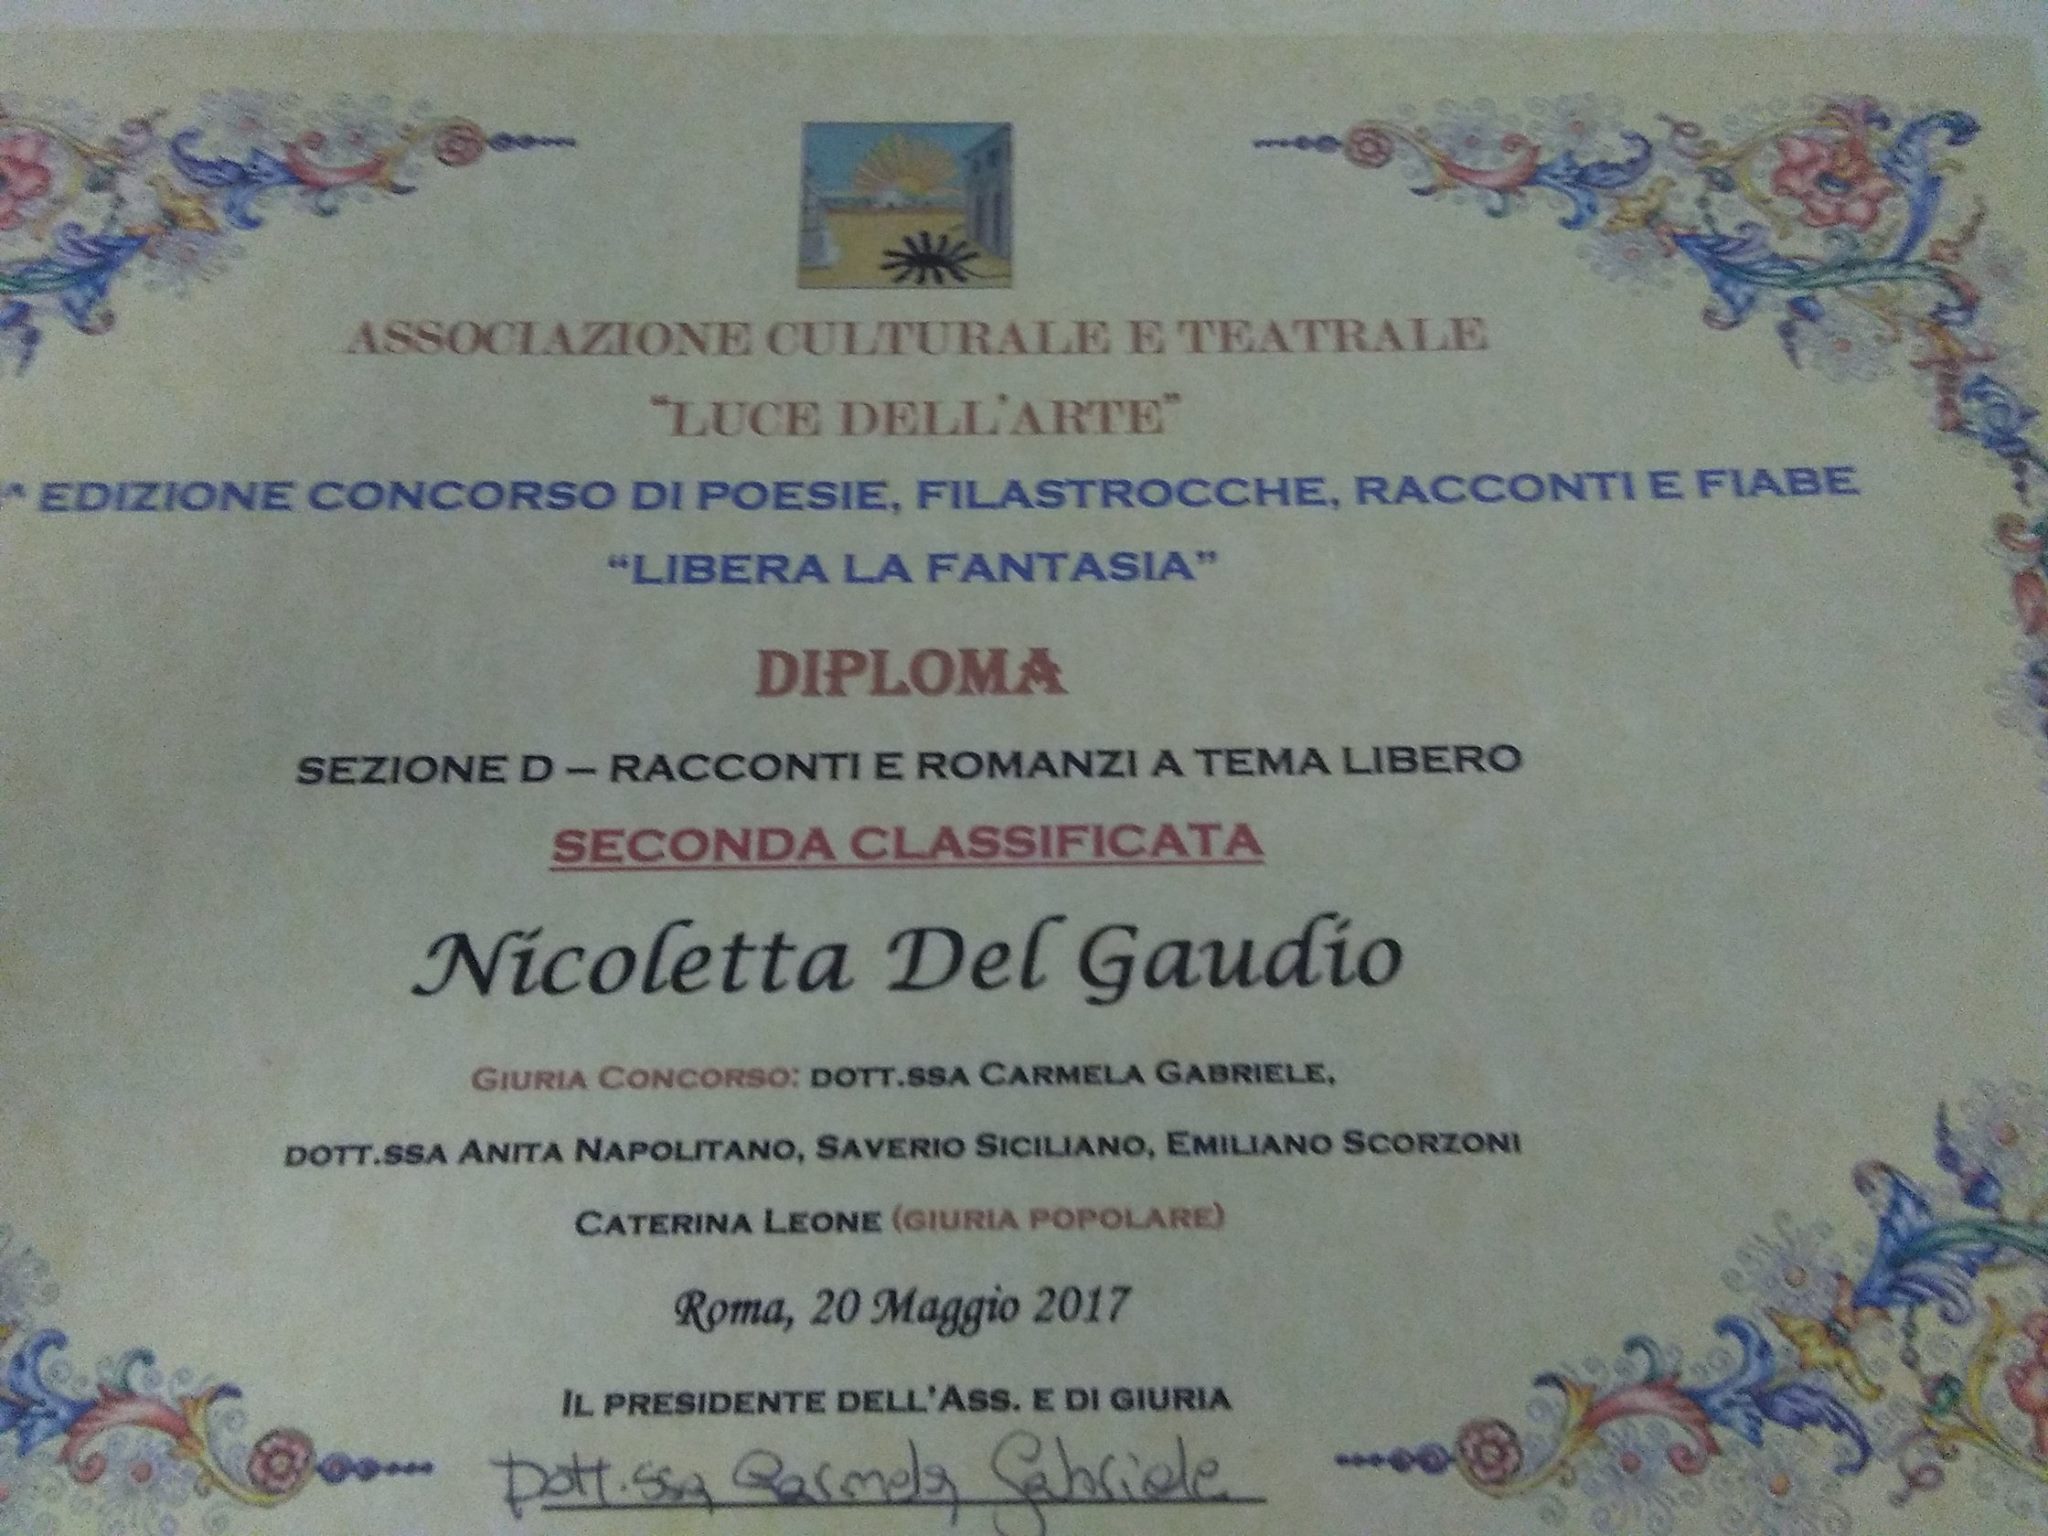 ASSOCIAZIONE CULTURALE E TEATRALE
"LUCE DELL'ARTE"
ª EDIZIONE CONCORSO DI POESIE, FILASTROCCHE, RACCONTI E FIABE
“LIBERA LA FANTASIA”
DIPLOMA
SEZIONE D – RACCONTI E ROMANZI A TEMA LIBERO
SECONDA CLASSIFICATA
Nicoletta Del Gaudio
GIURIA CONCORSO: DOTT.SSA CARMELA GABRIELE,
DOTT.SSA ANITA NAPOLITANO, SAVERIO SICILIANO, EMILIANO SCORZONI
CATERINA LEONE (GIURIA POPOLARE)
Roma, 20 Maggio 2017
IL PRESIDENTE DELL'ASS. E DI GIURIA
Dott.ssa Carmela Gabriele